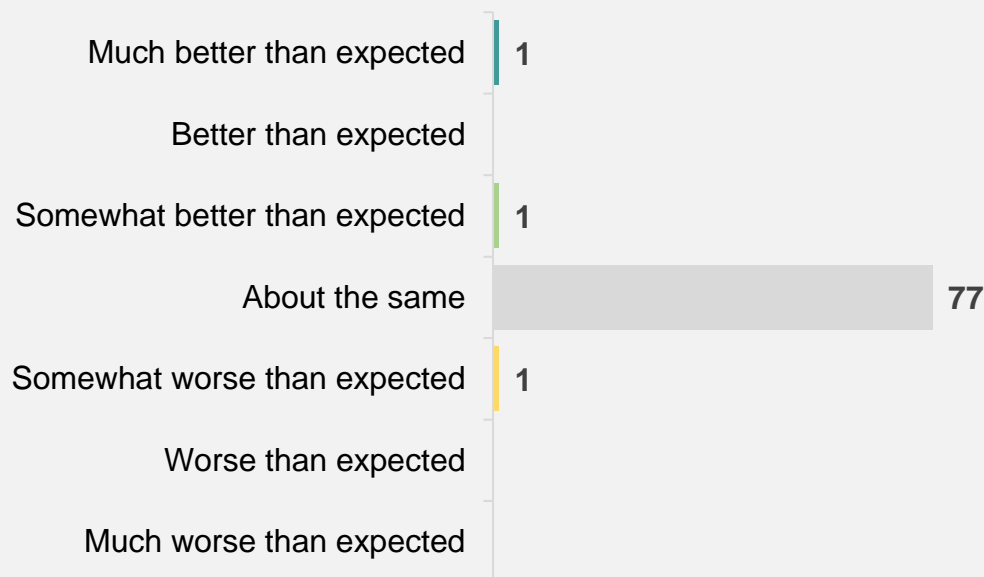 Much better than expected 1
Better than expected
Somewhat better than expected 1
About the same 77
Somewhat worse than expected 1
Worse than expected
Much worse than expected